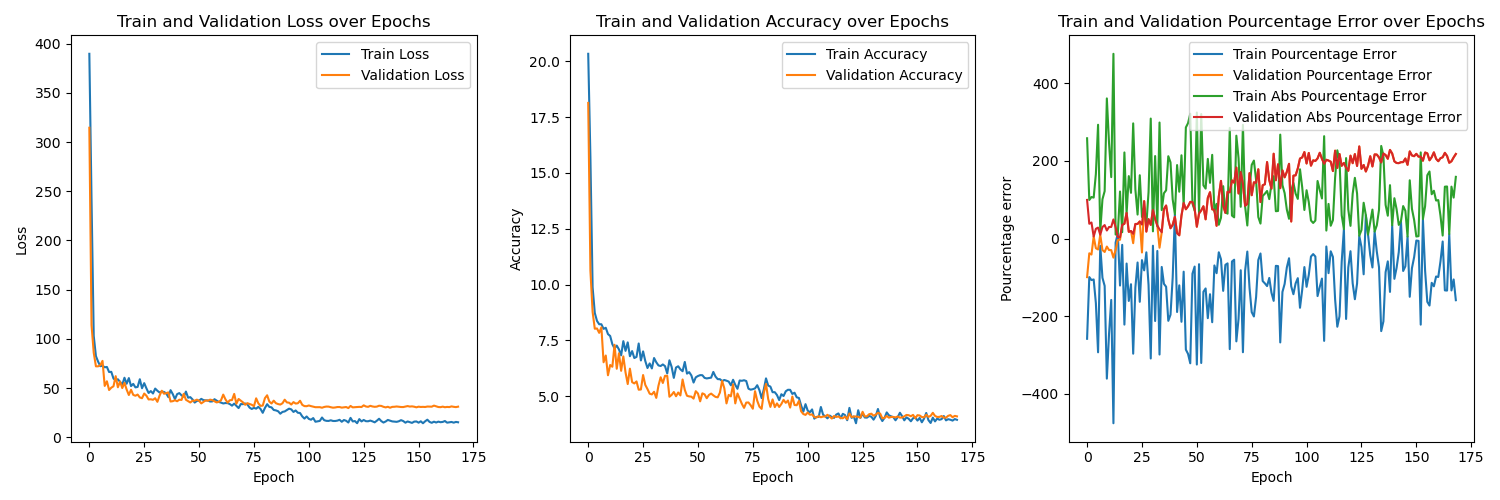 Train and Validation Loss over Epochs
400
350
300
250
200
150
100
50
0
Loss
0 25 50 75 100 125 150 175
Epoch
Train Loss
Validation Loss
Train and Validation Accuracy over Epochs
20.0
17.5
15.0
12.5
10.0
7.5
5.0
Accuracy
0 25 50 75 100 125 150 175
Epoch
Train Accuracy
Validation Accuracy
Train and Validation Pourcentage Error over Epochs
400
200
0
−200
−400
Pourcentage error
0 25 50 75 100 125 150 175
Epoch
Train Pourcentage Error
Validation Pourcentage Error
Train Abs Pourcentage Error
Validation Abs Pourcentage Error